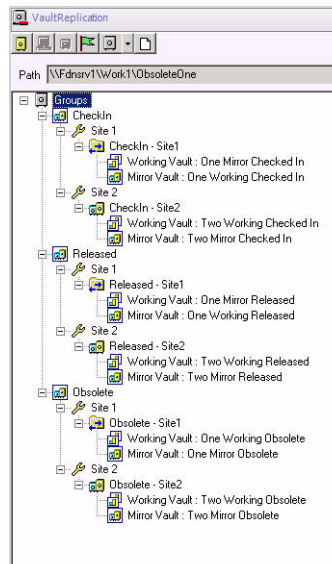 VaultReplication
Path \\Fdnsrv1\Work1\ObsoleteOne
Groups
CheckIn
Site 1
CheckIn - Site1
Working Vault : One Mirror Checked In
Mirror Vault : One Working Checked In
Site 2
CheckIn - Site2
Working Vault : Two Working Checked In
Mirror Vault : Two Mirror Checked In
Released
Site 1
Released - Site1
Working Vault : One Mirror Released
Mirror Vault : One Working Released
Site 2
Released - Site2
Working Vault : Two Working Released
Mirror Vault : Two Mirror Released
Obsolete
Site 1
Obsolete - Site1
Working Vault : One Working Obsolete
Mirror Vault : One Mirror Obsolete
Site 2
Obsolete - Site2
Working Vault : Two Working Obsolete
Mirror Vault : Two Mirror Obsolete